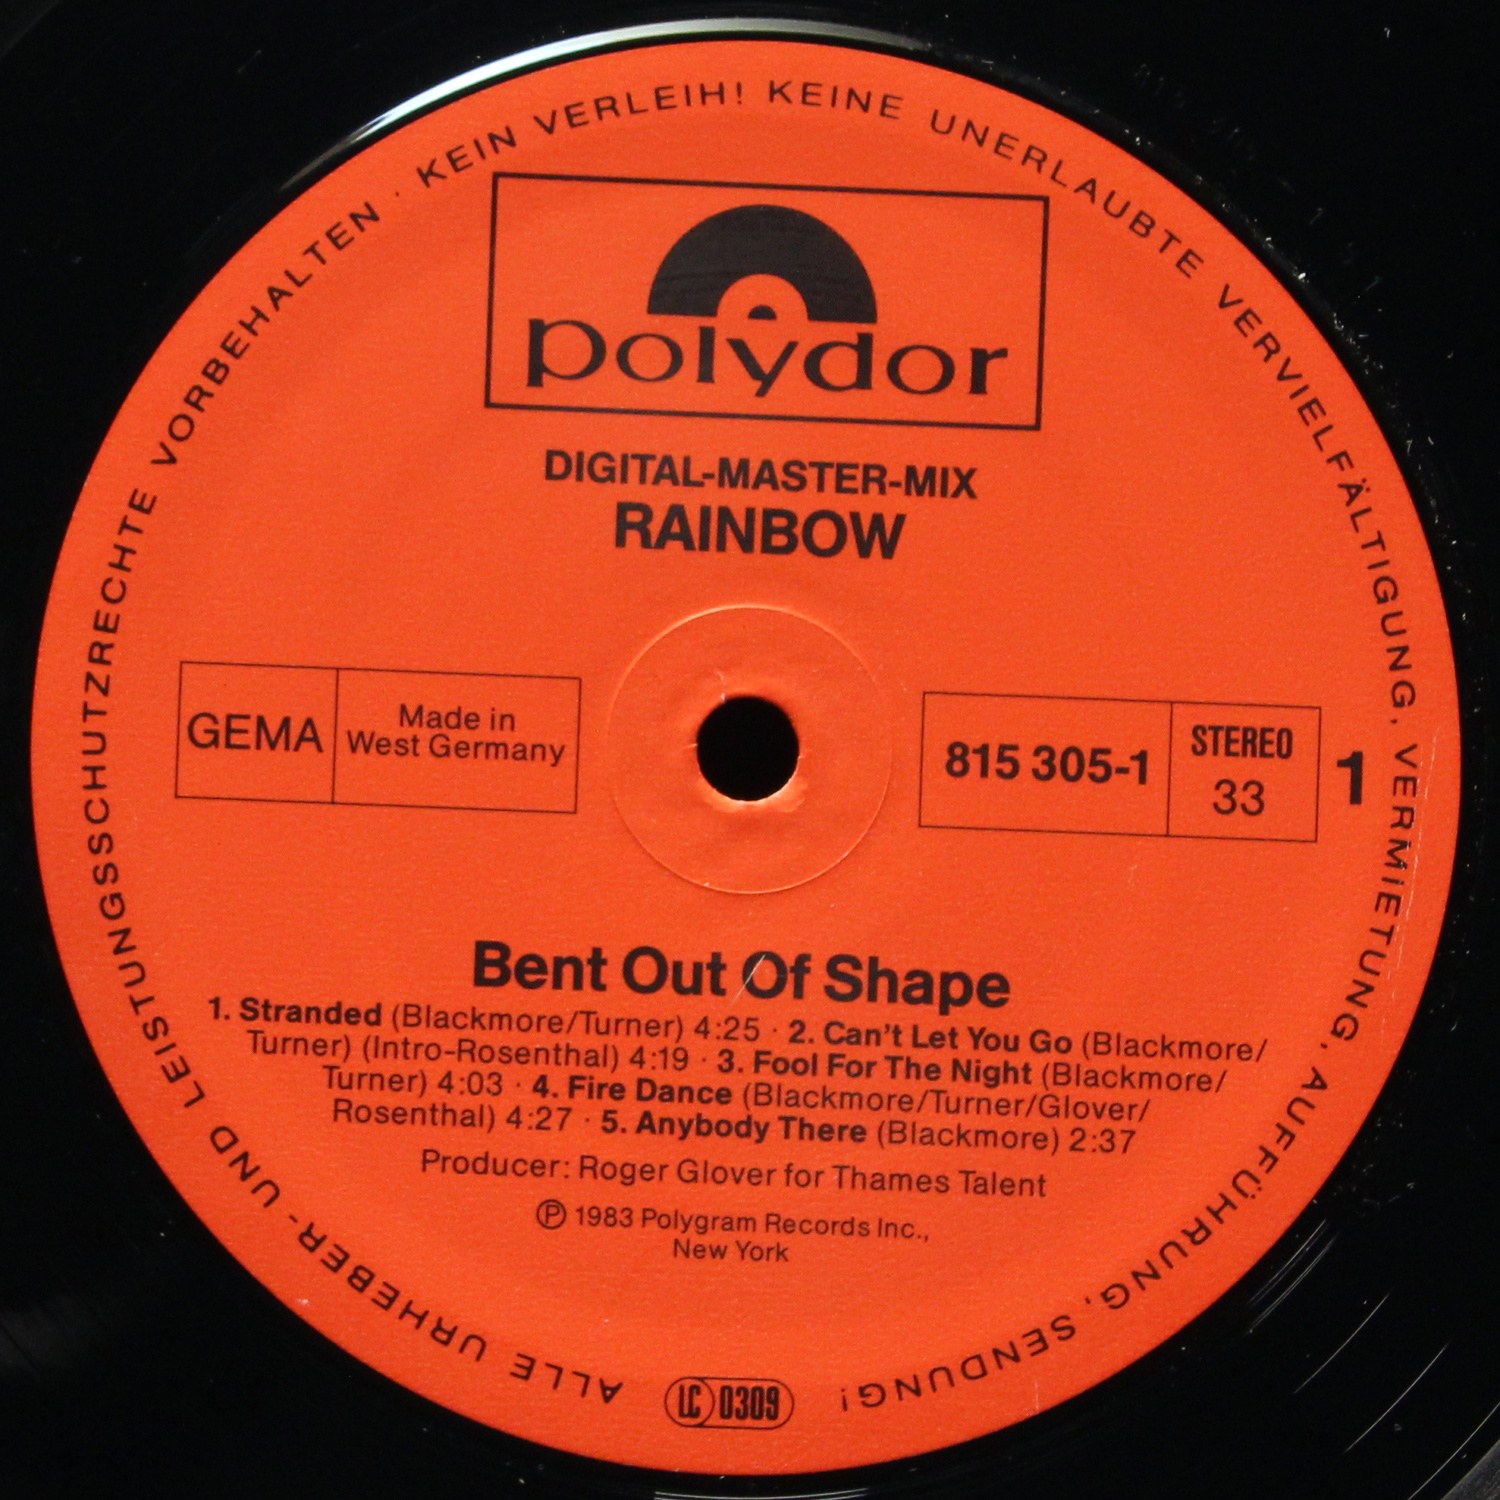 ALLE URHEBER- UND LEISTUNGSSCHUTZRECHTE VORBEHALTEN · KEIN VERLEIH! KEINE UNERLAUBTE VERVIELFÄLTIGUNG, VERMIETUNG, AUFFÜHRUNG, SENDUNG!
polydor
DIGITAL-MASTER-MIX
RAINBOW
GEMA
Made in
West Germany
815 305-1
STEREO
33
1
Bent Out Of Shape
1. Stranded (Blackmore/Turner) 4:25 · 2. Can't Let You Go (Blackmore/
Turner) (Intro-Rosenthal) 4:19 · 3. Fool For The Night (Blackmore/
Turner) 4:03 · 4. Fire Dance (Blackmore/Turner/Glover/
Rosenthal) 4:27 · 5. Anybody There (Blackmore) 2:37
Producer: Roger Glover for Thames Talent
℗ 1983 Polygram Records Inc.,
New York
LC 0309